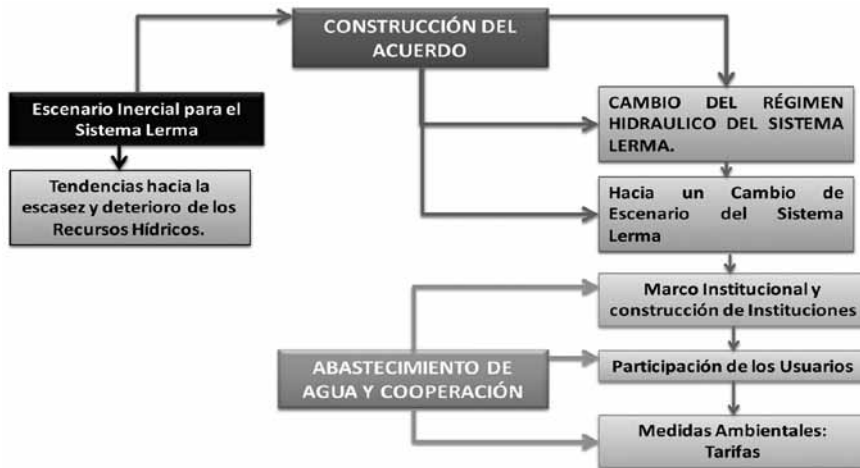 CONSTRUCCIÓN DEL
ACUERDO
Escenario Inercial para el
Sistema Lerma
Tendencias hacia la
escasez y deterioro de los
Recursos Hídricos.
CAMBIO DEL RÉGIMEN
HIDRAULICO DEL SISTEMA
LERMA.
Hacia un Cambio de
Escenario del Sistema
Lerma
Marco Institucional y
construcción de Instituciones
ABASTECIMIENTO DE
AGUA Y COOPERACIÓN
Participación de los Usuarios
Medidas Ambientales:
Tarifas